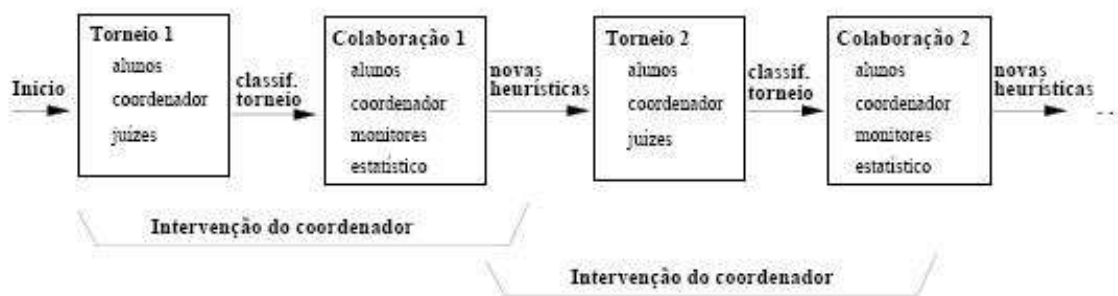 Torneio 1
alunos
coordenador
juízes
Colaboração 1
alunos
coordenador
monitores
estatístico
Torneio 2
alunos
coordenador
juízes
Colaboração 2
alunos
coordenador
monitores
estatístico
Início
classif.
torneio
novas
heurísticas
classif.
torneio
novas
heurísticas
Intervenção do coordenador
Intervenção do coordenador